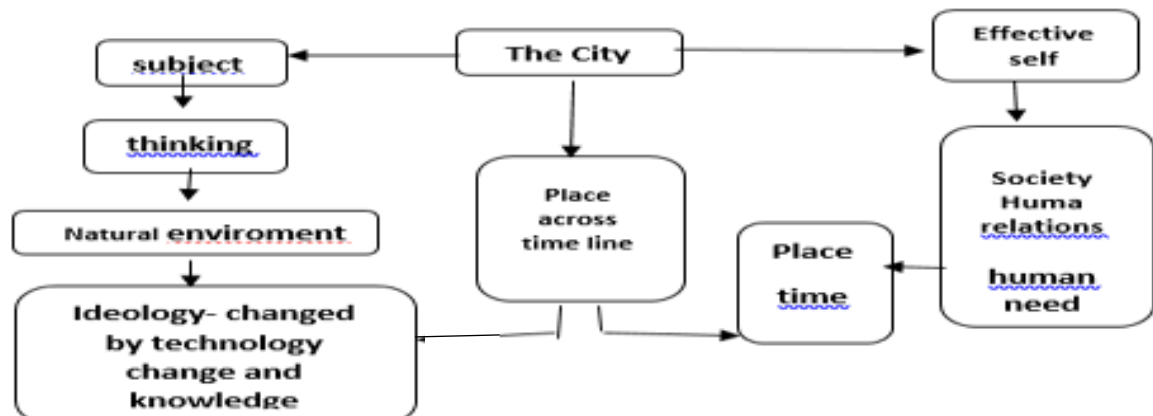 The City
subject
thinking
Natural enviroment
Ideology- changed
by technology
change and
knowledge
Place
across
time line
Effective
self
Society
Huma
relations
human
need
Place
time